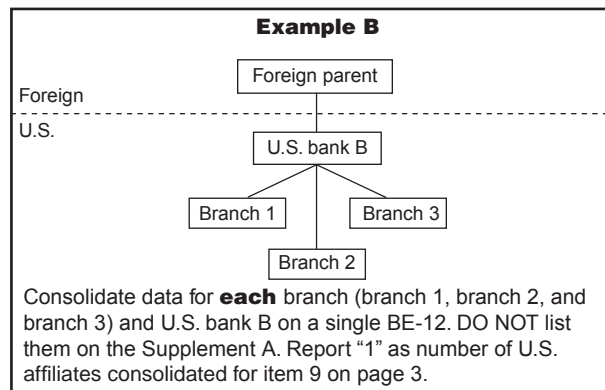 Example B
Foreign parent
Foreign
U.S.
U.S. bank B
Branch 1
Branch 3
Branch 2
Consolidate data for each branch (branch 1, branch 2, and
branch 3) and U.S. bank B on a single BE-12. DO NOT list
them on the Supplement A. Report “1” as number of U.S.
affiliates consolidated for item 9 on page 3.